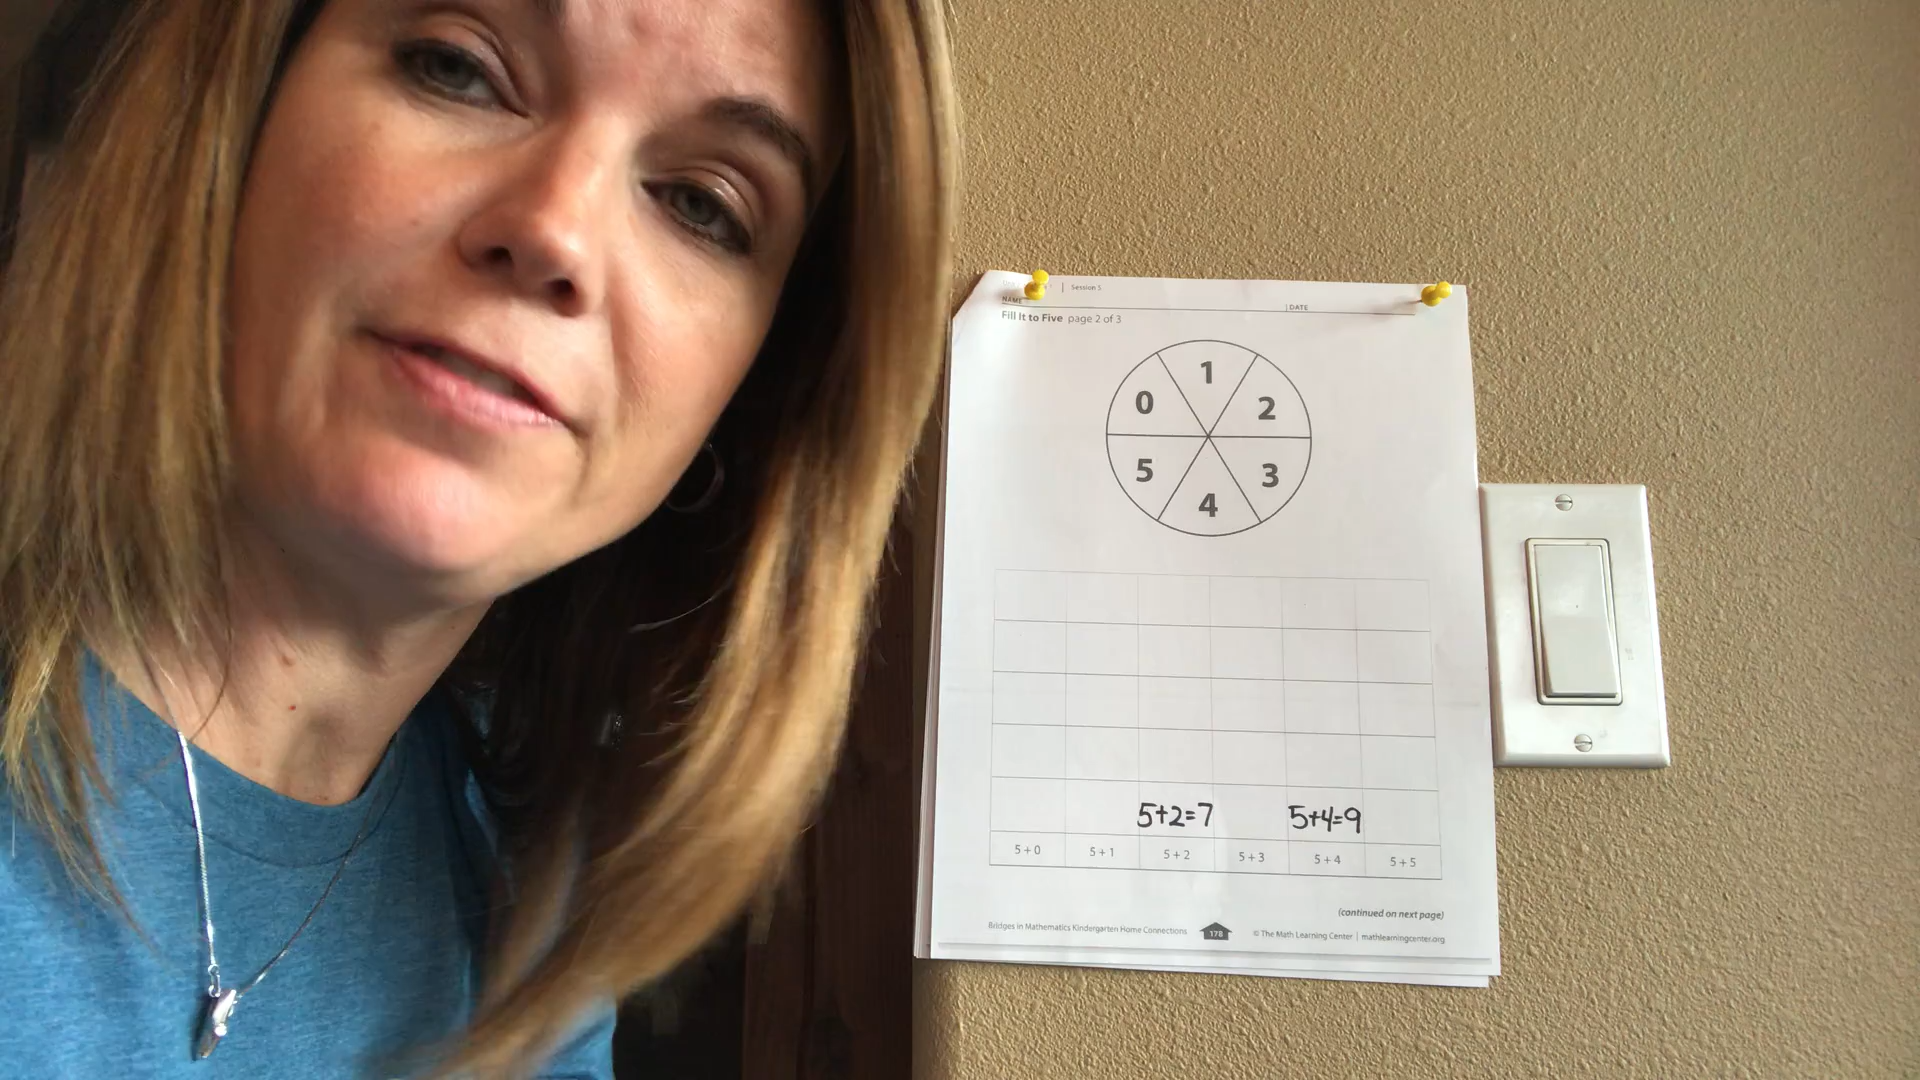 Session 5
NAME
DATE
Fill It to Five page 2 of 3
1
0
2
5
3
4
5+2=7
5+4=9
5 + 0
5 + 1
5 + 2
5 + 3
5 + 4
5 + 5
(continued on next page)
Bridges in Mathematics Kindergarten Home Connections
178
© The Math Learning Center | mathlearningcenter.org